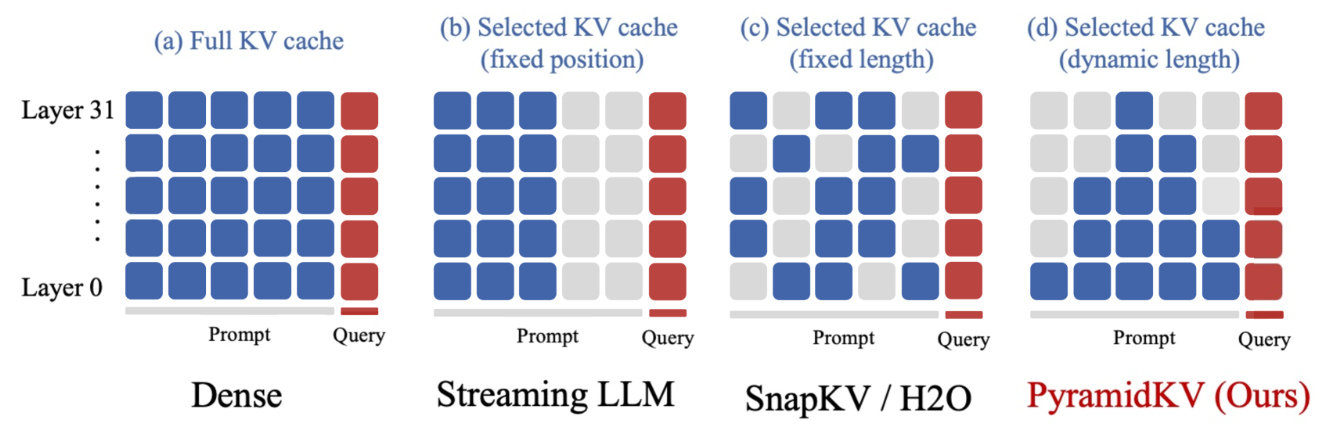 (a) Full KV cache
(b) Selected KV cache
(fixed position)
(c) Selected KV cache
(fixed length)
(d) Selected KV cache
(dynamic length)
Layer 31
Layer 0
Prompt
Query
Prompt
Query
Prompt
Query
Prompt
Query
Dense
Streaming LLM
SnapKV / H2O
PyramidKV (Ours)